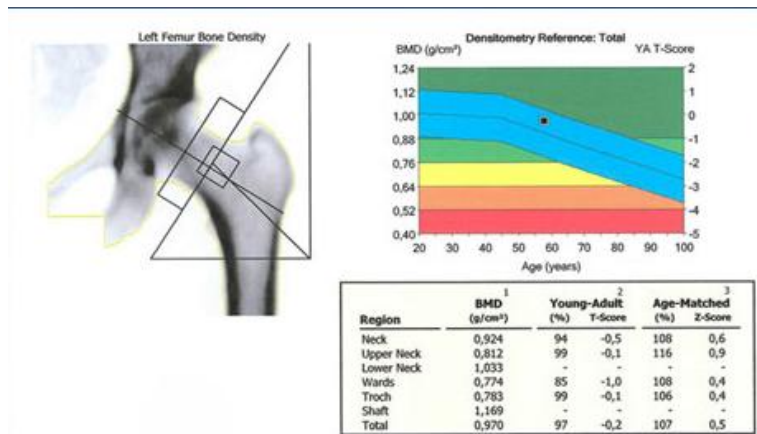 Left Femur Bone Density
Densitometry Reference: Total
BMD (g/cm²) YA T-Score
1,24 2
1,12 1
1,00 0
0,88 -1
0,76 -2
0,64 -3
0,52 -4
0,40 -5
20 30 40 50 60 70 80 90 100
Age (years)
1 2 3
BMD Young-Adult Age-Matched
Region (g/cm²) (%) T-Score (%) Z-Score
Neck 0,924 94 -0,5 108 0,6
Upper Neck 0,812 99 -0,1 116 0,9
Lower Neck 1,033 - - - -
Wards 0,774 85 -1,0 108 0,4
Troch 0,783 99 -0,1 106 0,4
Shaft 1,169 - - - -
Total 0,970 97 -0,2 107 0,5